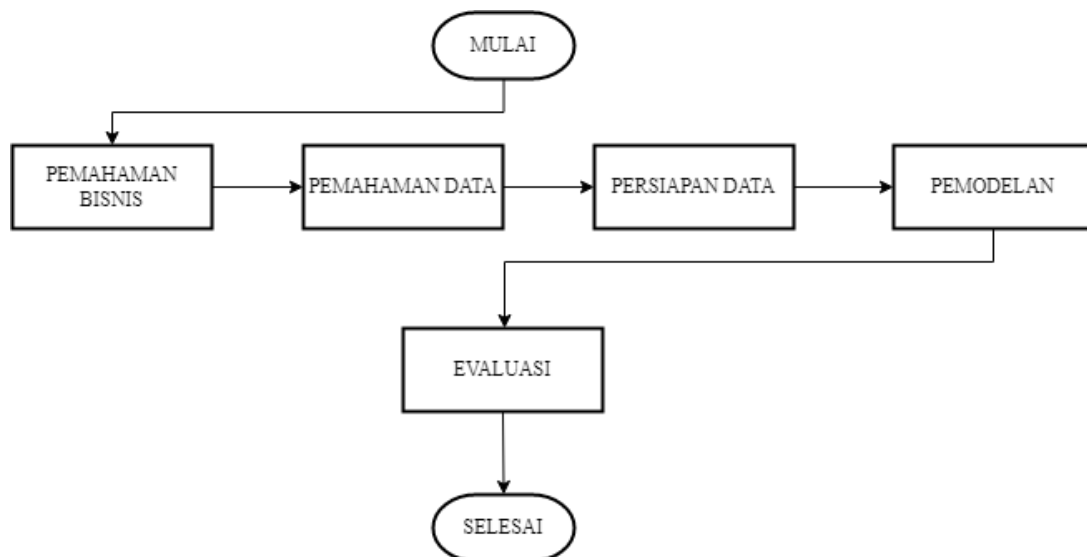 MULAI
PEMAHAMAN
BISNIS
PEMAHAMAN DATA
PERSIAPAN DATA
PEMODELAN
EVALUASI
SELESAI